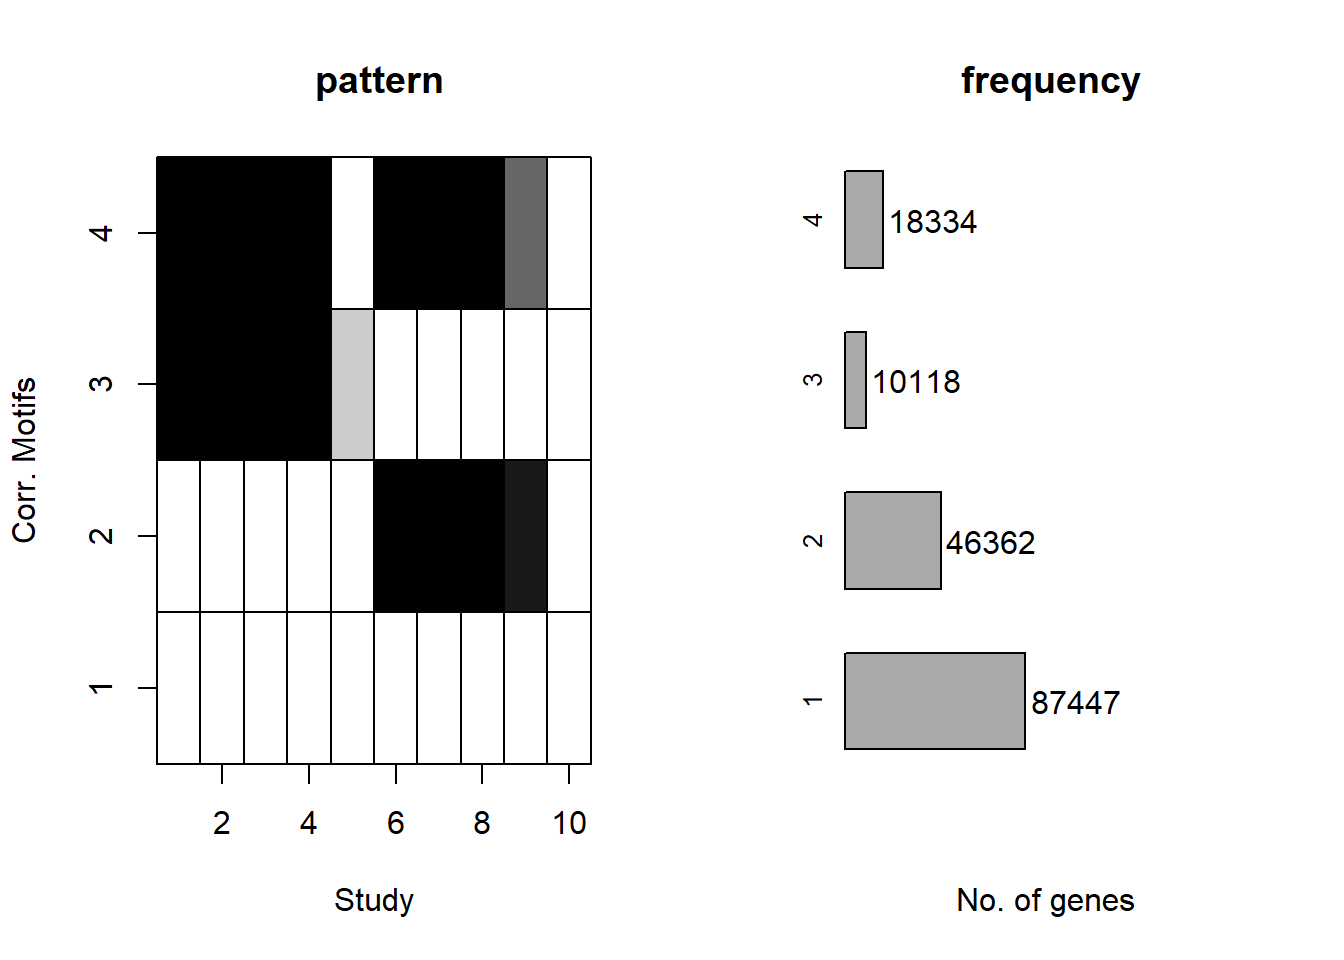 pattern
Corr. Motifs
4
3
2
1
2 4 6 8 10
Study
frequency
4 18334
3 10118
2 46362
1 87447
No. of genes